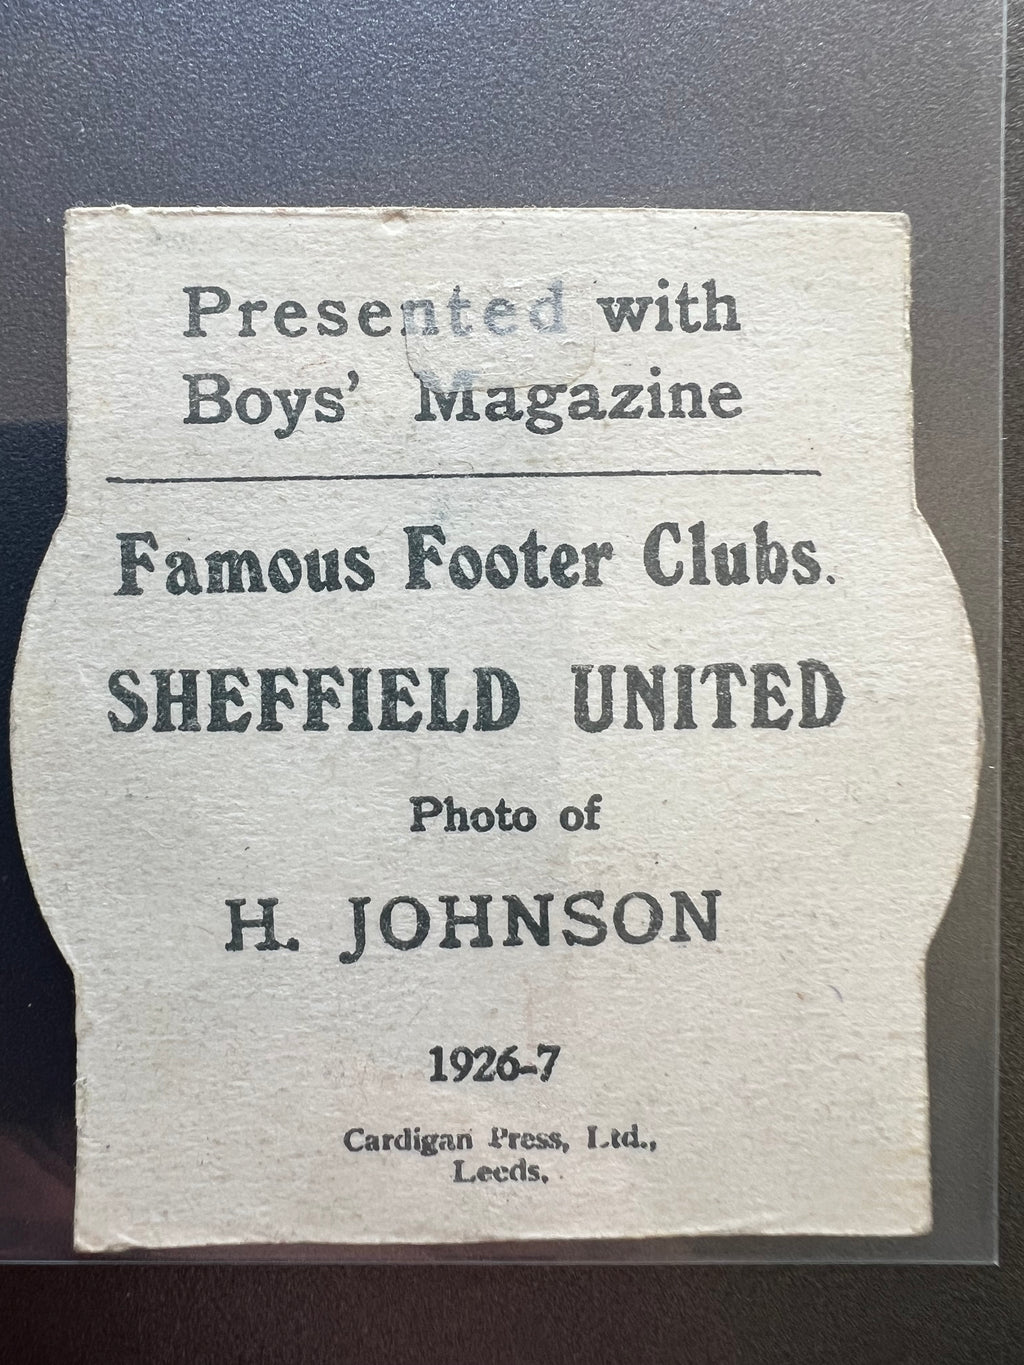 Presented with
Boys' Magazine
Famous Footer Clubs.
SHEFFIELD UNITED
Photo of
H. JOHNSON
1926-7
Cardigan Press, Ltd.,
Leeds.